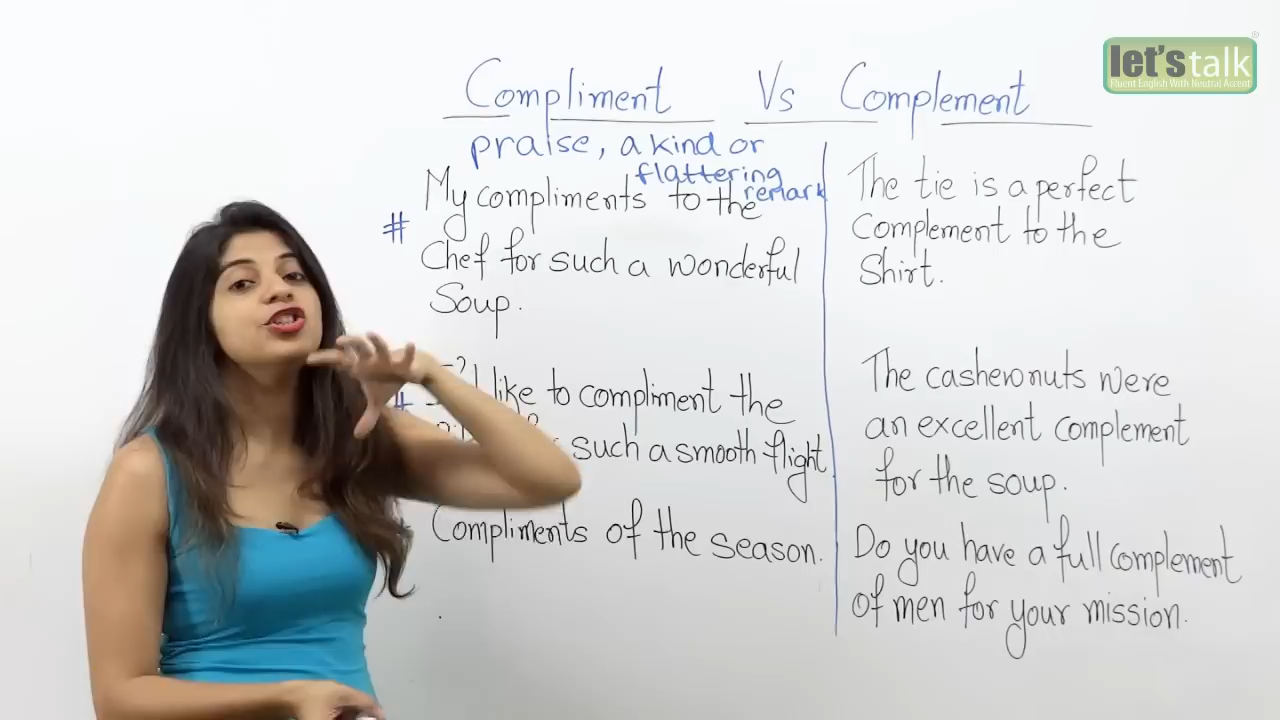 let's talk
Fluent English With Neutral Accent
Compliment Vs Complement
praise, a kind or
flattering
remark
# My compliments to the
Chef for such a wonderful
Soup.
like to compliment the
such a smooth flight
Compliments of the season.
The tie is a perfect
Complement to the
Shirt.
The cashewnuts were
an excellent complement
for the soup.
Do you have a full complement
of men for your mission.